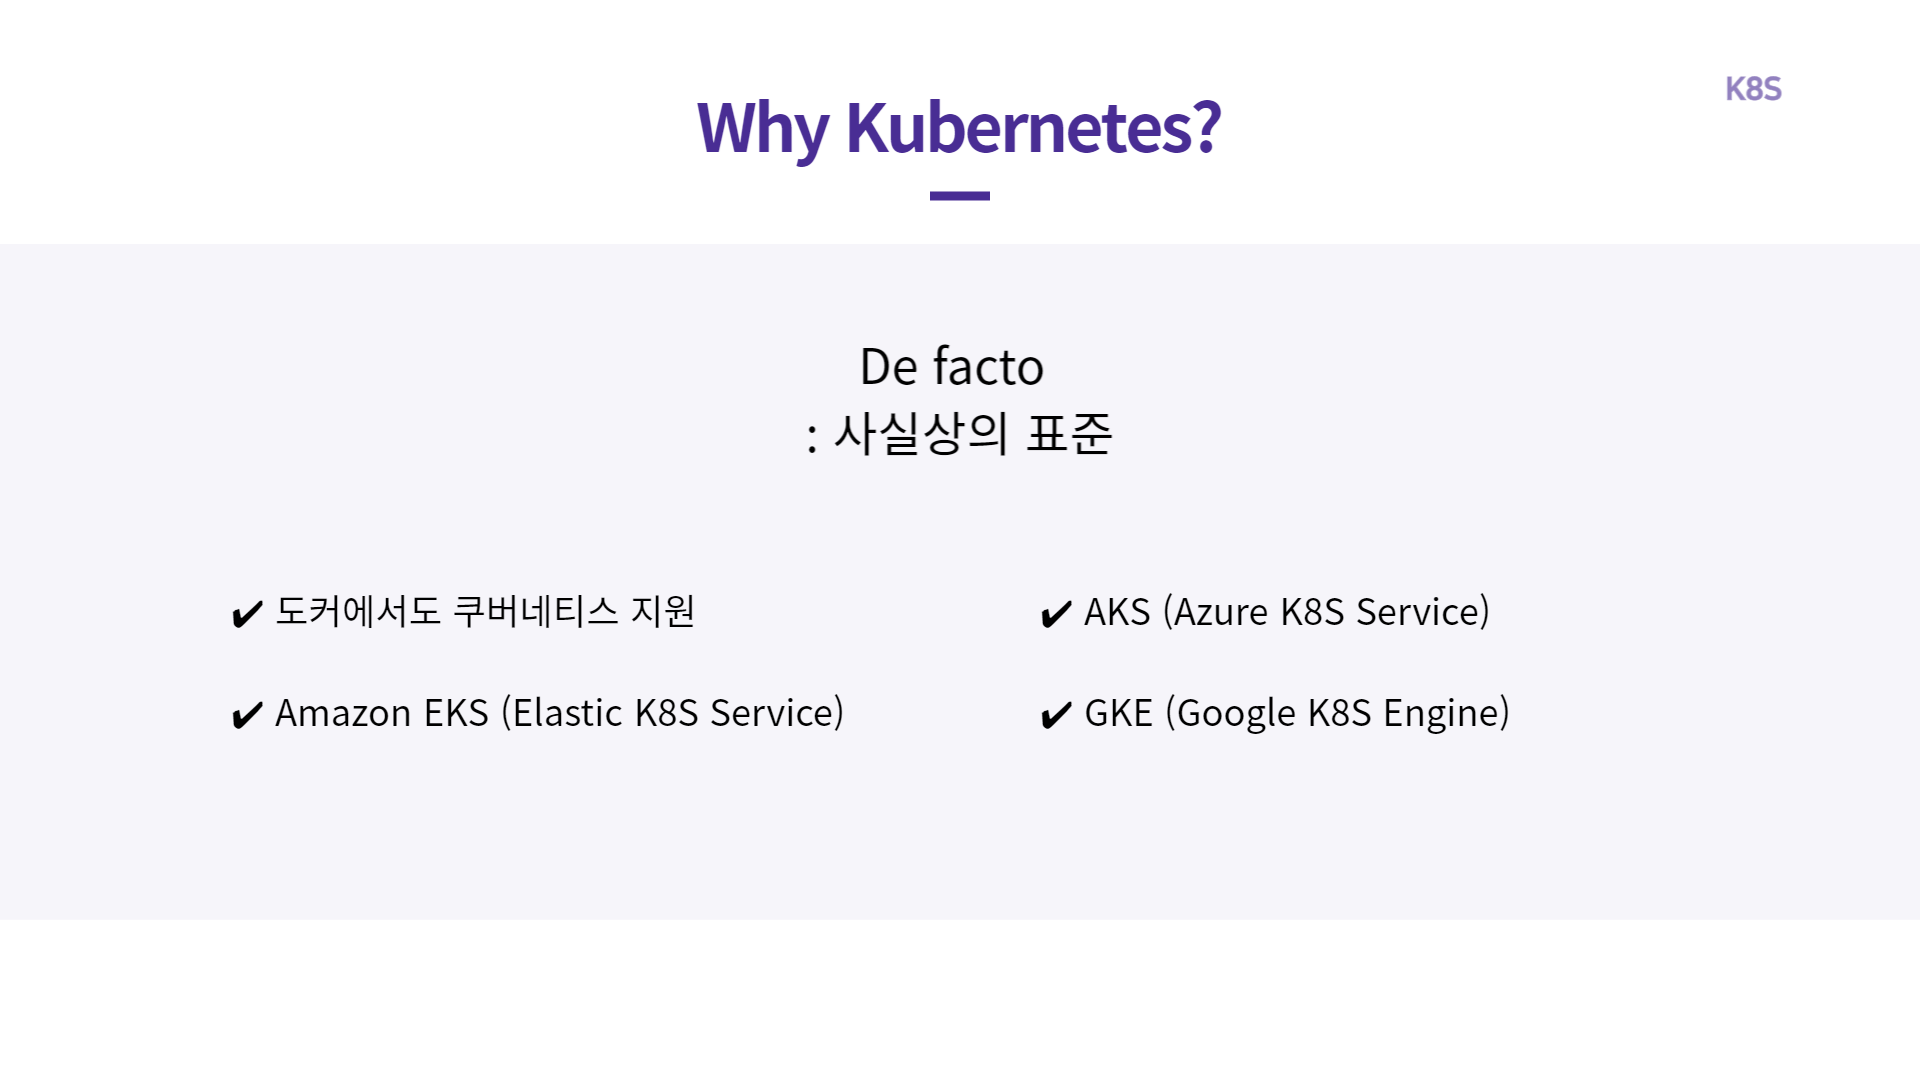 K8S
Why Kubernetes?
De facto
: 사실상의 표준
✔ 도커에서도 쿠버네티스 지원
✔ AKS (Azure K8S Service)
✔ Amazon EKS (Elastic K8S Service)
✔ GKE (Google K8S Engine)